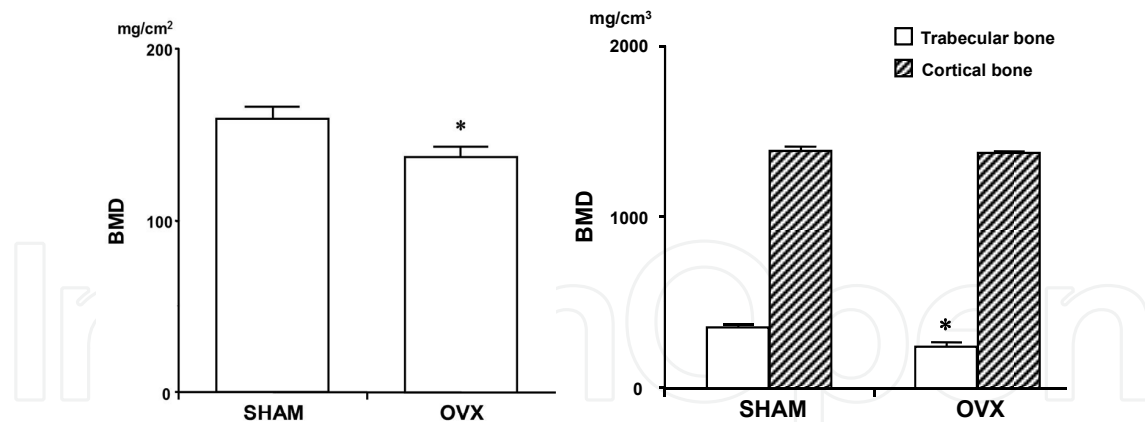 mg/cm²
200
100
0
BMD
*
SHAM
OVX
mg/cm³
2000
1000
0
BMD
Trabecular bone
Cortical bone
*
SHAM
OVX